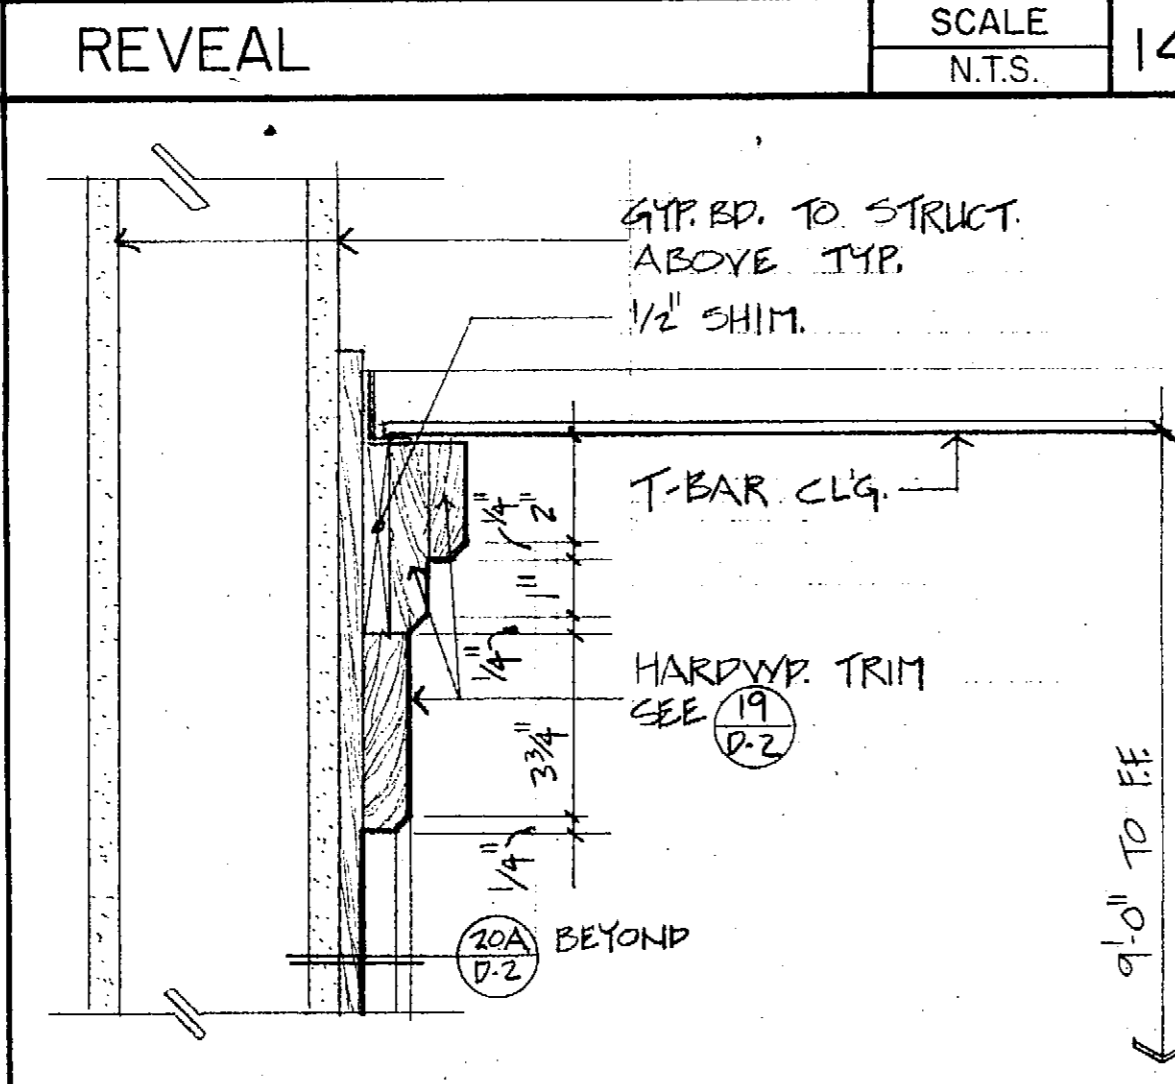 REVEAL
SCALE
N.T.S.
14
GYP. BD. TO STRUCT.
ABOVE TYP.
1/2" SHIM.
T-BAR CL'G.
1/4"
2"
1"
1/4"
HARDWD. TRIM
SEE 19
D-2
3 3/4"
1/4"
20A BEYOND
D-2
9'-0" TO F.F.